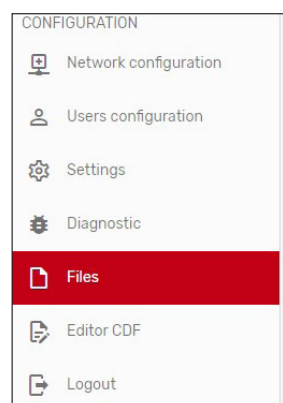 CONFIGURATION
Network configuration
Users configuration
Settings
Diagnostic
Files
Editor CDF
Logout